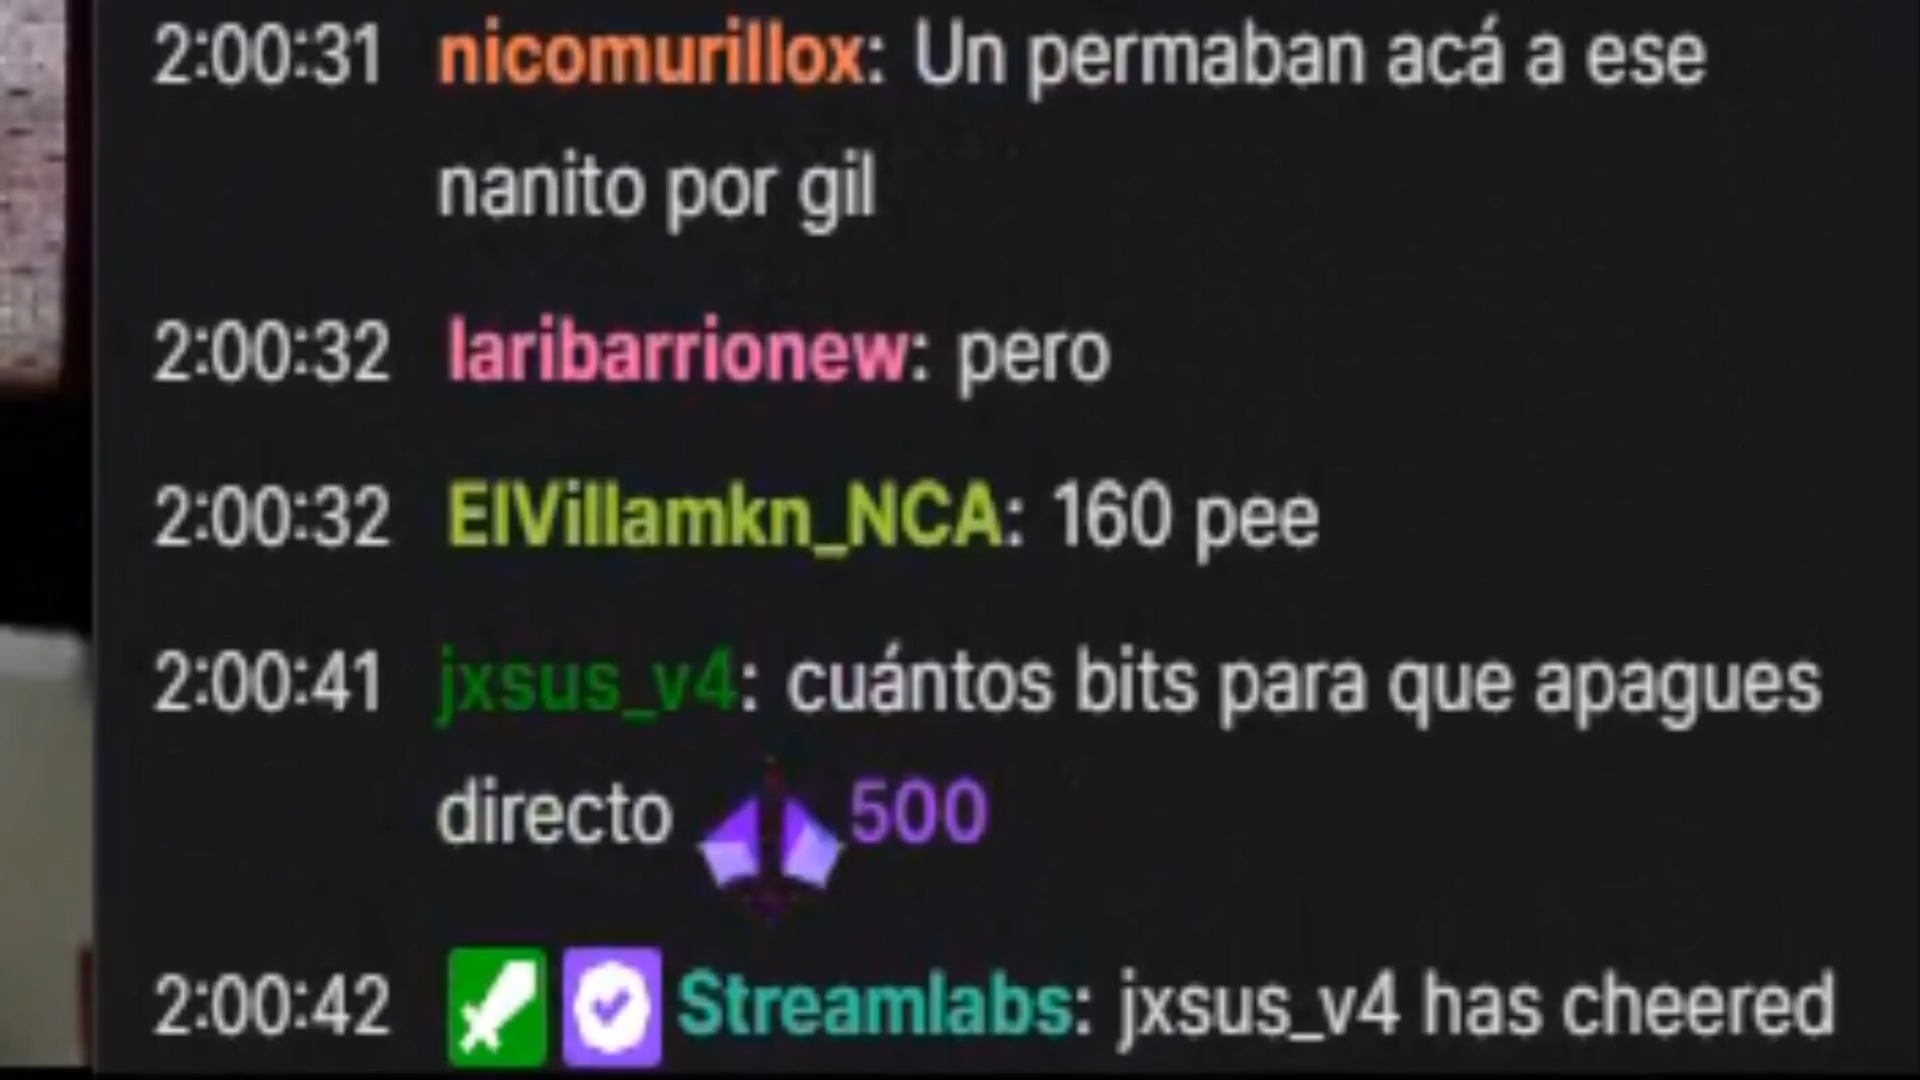 2:00:31 nicomurillox: Un permaban acá a ese
nanito por gil
2:00:32 laribarrionew: pero
2:00:32 ElVillamkn_NCA: 160 pee
2:00:41 jxsus_v4: cuántos bits para que apagues
directo 500
2:00:42 Streamlabs: jxsus_v4 has cheered